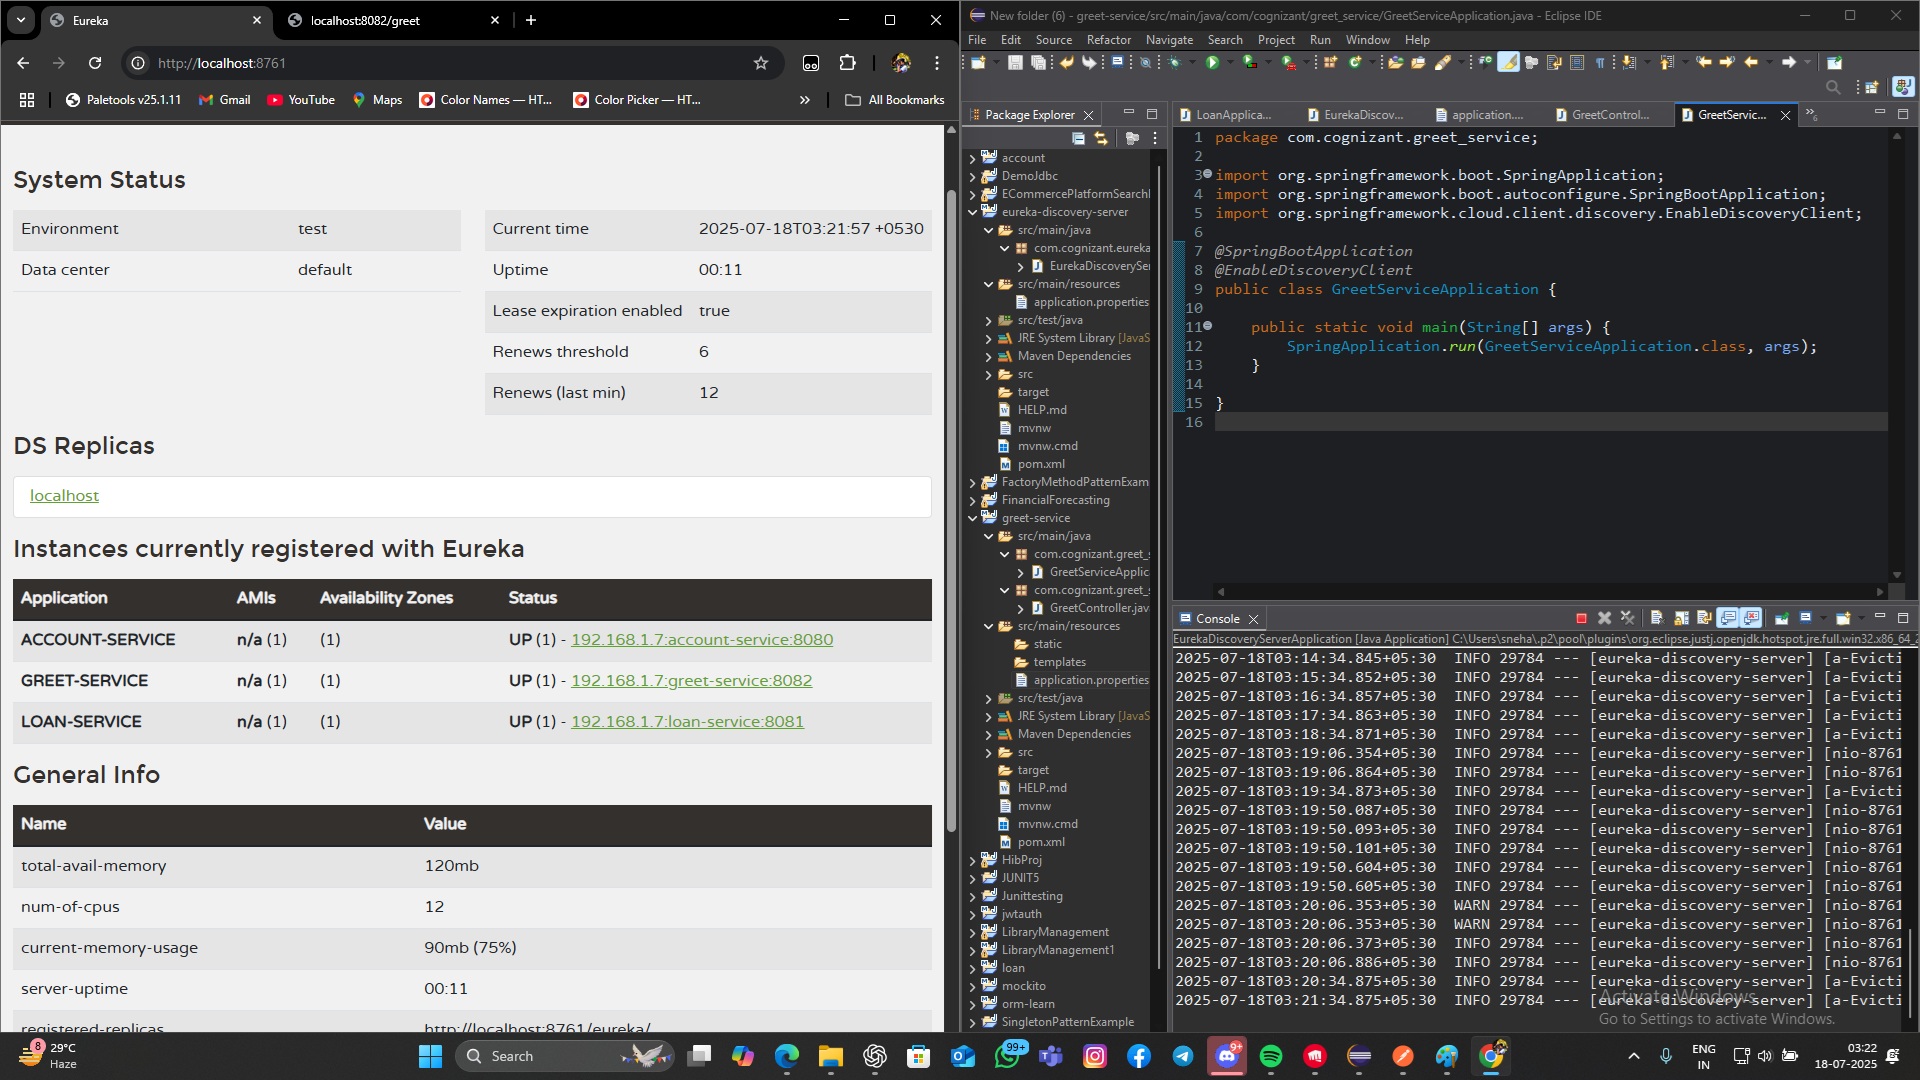 Eureka
localhost:8082/greet
http://localhost:8761
Paletools v25.1.11
Gmail
YouTube
Maps
Color Names — HT...
Color Picker — HT...
»
All Bookmarks
System Status
Environment test
Data center default
Current time 2025-07-18T03:21:57 +0530
Uptime 00:11
Lease expiration enabled true
Renews threshold 6
Renews (last min) 12
DS Replicas
localhost
Instances currently registered with Eureka
Application AMIs Availability Zones Status
ACCOUNT-SERVICE n/a (1) (1) UP (1) - 192.168.1.7:account-service:8080
GREET-SERVICE n/a (1) (1) UP (1) - 192.168.1.7:greet-service:8082
LOAN-SERVICE n/a (1) (1) UP (1) - 192.168.1.7:loan-service:8081
General Info
Name Value
total-avail-memory 120mb
num-of-cpus 12
current-memory-usage 90mb (75%)
server-uptime 00:11
registered-replicas http://localhost:8761/eureka/
New folder (6) - greet-service/src/main/java/com/cognizant/greet_service/GreetServiceApplication.java - Eclipse IDE
File Edit Source Refactor Navigate Search Project Run Window Help
Package Explorer
account
DemoJdbc
ECommercePlatformSearch
eureka-discovery-server
src/main/java
com.cognizant.eureka
EurekaDiscoverySe
src/main/resources
application.properties
src/test/java
JRE System Library [JavaS
Maven Dependencies
src
target
HELP.md
mvnw
mvnw.cmd
pom.xml
FactoryMethodPatternExam
FinancialForecasting
greet-service
src/main/java
com.cognizant.greet_
GreetServiceApplic
com.cognizant.greet_
GreetController.jav
src/main/resources
static
templates
application.properties
src/test/java
JRE System Library [JavaS
Maven Dependencies
src
target
HELP.md
mvnw
mvnw.cmd
pom.xml
HibProj
JUNIT5
Junittesting
jwtauth
LibraryManagement
LibraryManagement1
loan
mockito
orm-learn
SingletonPatternExample
LoanApplica...
EurekaDiscov...
application....
GreetControl...
GreetServic...
1 package com.cognizant.greet_service;
2
3 import org.springframework.boot.SpringApplication;
4 import org.springframework.boot.autoconfigure.SpringBootApplication;
5 import org.springframework.cloud.client.discovery.EnableDiscoveryClient;
6
7 @SpringBootApplication
8 @EnableDiscoveryClient
9 public class GreetServiceApplication {
10
11 public static void main(String[] args) {
12 SpringApplication.run(GreetServiceApplication.class, args);
13 }
14
15 }
16
Console
EurekaDiscoveryServerApplication [Java Application] C:\Users\sneha\.p2\pool\plugins\org.eclipse.justj.openjdk.hotspot.jre.full.win32.x86_64_2
2025-07-18T03:14:34.845+05:30 INFO 29784 --- [eureka-discovery-server] [a-Evicti
2025-07-18T03:15:34.852+05:30 INFO 29784 --- [eureka-discovery-server] [a-Evicti
2025-07-18T03:16:34.857+05:30 INFO 29784 --- [eureka-discovery-server] [a-Evicti
2025-07-18T03:17:34.863+05:30 INFO 29784 --- [eureka-discovery-server] [a-Evicti
2025-07-18T03:18:34.871+05:30 INFO 29784 --- [eureka-discovery-server] [a-Evicti
2025-07-18T03:19:06.354+05:30 INFO 29784 --- [eureka-discovery-server] [nio-8761
2025-07-18T03:19:06.864+05:30 INFO 29784 --- [eureka-discovery-server] [nio-8761
2025-07-18T03:19:34.873+05:30 INFO 29784 --- [eureka-discovery-server] [a-Evicti
2025-07-18T03:19:50.087+05:30 INFO 29784 --- [eureka-discovery-server] [nio-8761
2025-07-18T03:19:50.093+05:30 INFO 29784 --- [eureka-discovery-server] [nio-8761
2025-07-18T03:19:50.101+05:30 INFO 29784 --- [eureka-discovery-server] [nio-8761
2025-07-18T03:19:50.604+05:30 INFO 29784 --- [eureka-discovery-server] [nio-8761
2025-07-18T03:19:50.605+05:30 INFO 29784 --- [eureka-discovery-server] [nio-8761
2025-07-18T03:20:06.353+05:30 WARN 29784 --- [eureka-discovery-server] [nio-8761
2025-07-18T03:20:06.353+05:30 WARN 29784 --- [eureka-discovery-server] [nio-8761
2025-07-18T03:20:06.373+05:30 INFO 29784 --- [eureka-discovery-server] [nio-8761
2025-07-18T03:20:06.886+05:30 INFO 29784 --- [eureka-discovery-server] [nio-8761
2025-07-18T03:20:34.875+05:30 INFO 29784 --- [eureka-discovery-server] [a-Evicti
2025-07-18T03:21:34.875+05:30 INFO 29784 --- [eureka-discovery-server] [a-Evicti
Activate Windows
Go to Settings to activate Windows.
8
29°C
Haze
Search
99+
9+
ENG
IN
03:22
18-07-2025